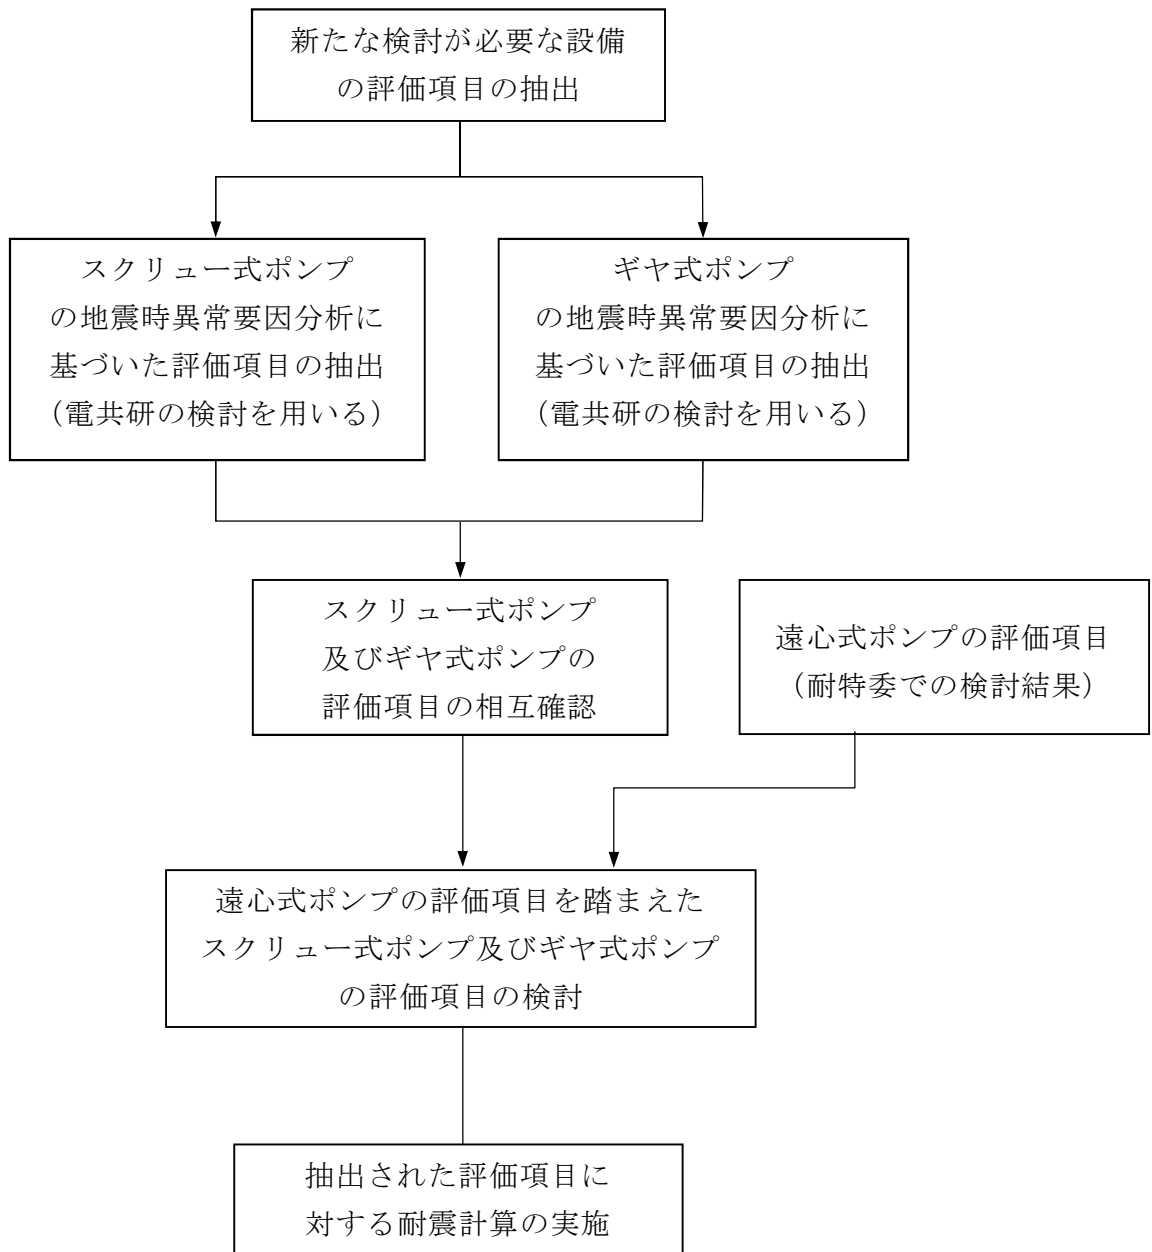 新たな検討が必要な設備
の評価項目の抽出
スクリュー式ポンプ
の地震時異常要因分析に
基づいた評価項目の抽出
（電共研の検討を用いる）
ギヤ式ポンプ
の地震時異常要因分析に
基づいた評価項目の抽出
（電共研の検討を用いる）
スクリュー式ポンプ
及びギヤ式ポンプの
評価項目の相互確認
遠心式ポンプの評価項目
（耐特委での検討結果）
遠心式ポンプの評価項目を踏まえた
スクリュー式ポンプ及びギヤ式ポンプ
の評価項目の検討
抽出された評価項目に
対する耐震計算の実施